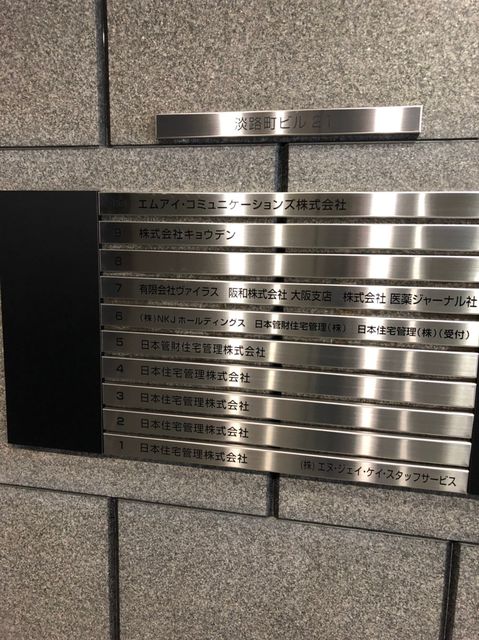 淡路町ビル 21
10 エムアイ・コミュニケーションズ株式会社
9 株式会社キョウデン
8
7 有限会社ヴァイラス 阪和株式会社 大阪支店 株式会社 医薬ジャーナル社
6 (株)NKJホールディングス 日本管財住宅管理(株) 日本住宅管理(株)(受付)
5 日本管財住宅管理株式会社
4 日本住宅管理株式会社
3 日本住宅管理株式会社
2 日本住宅管理株式会社
1 日本住宅管理株式会社 (株)エヌ・ジェイ・ケイ・スタッフサービス